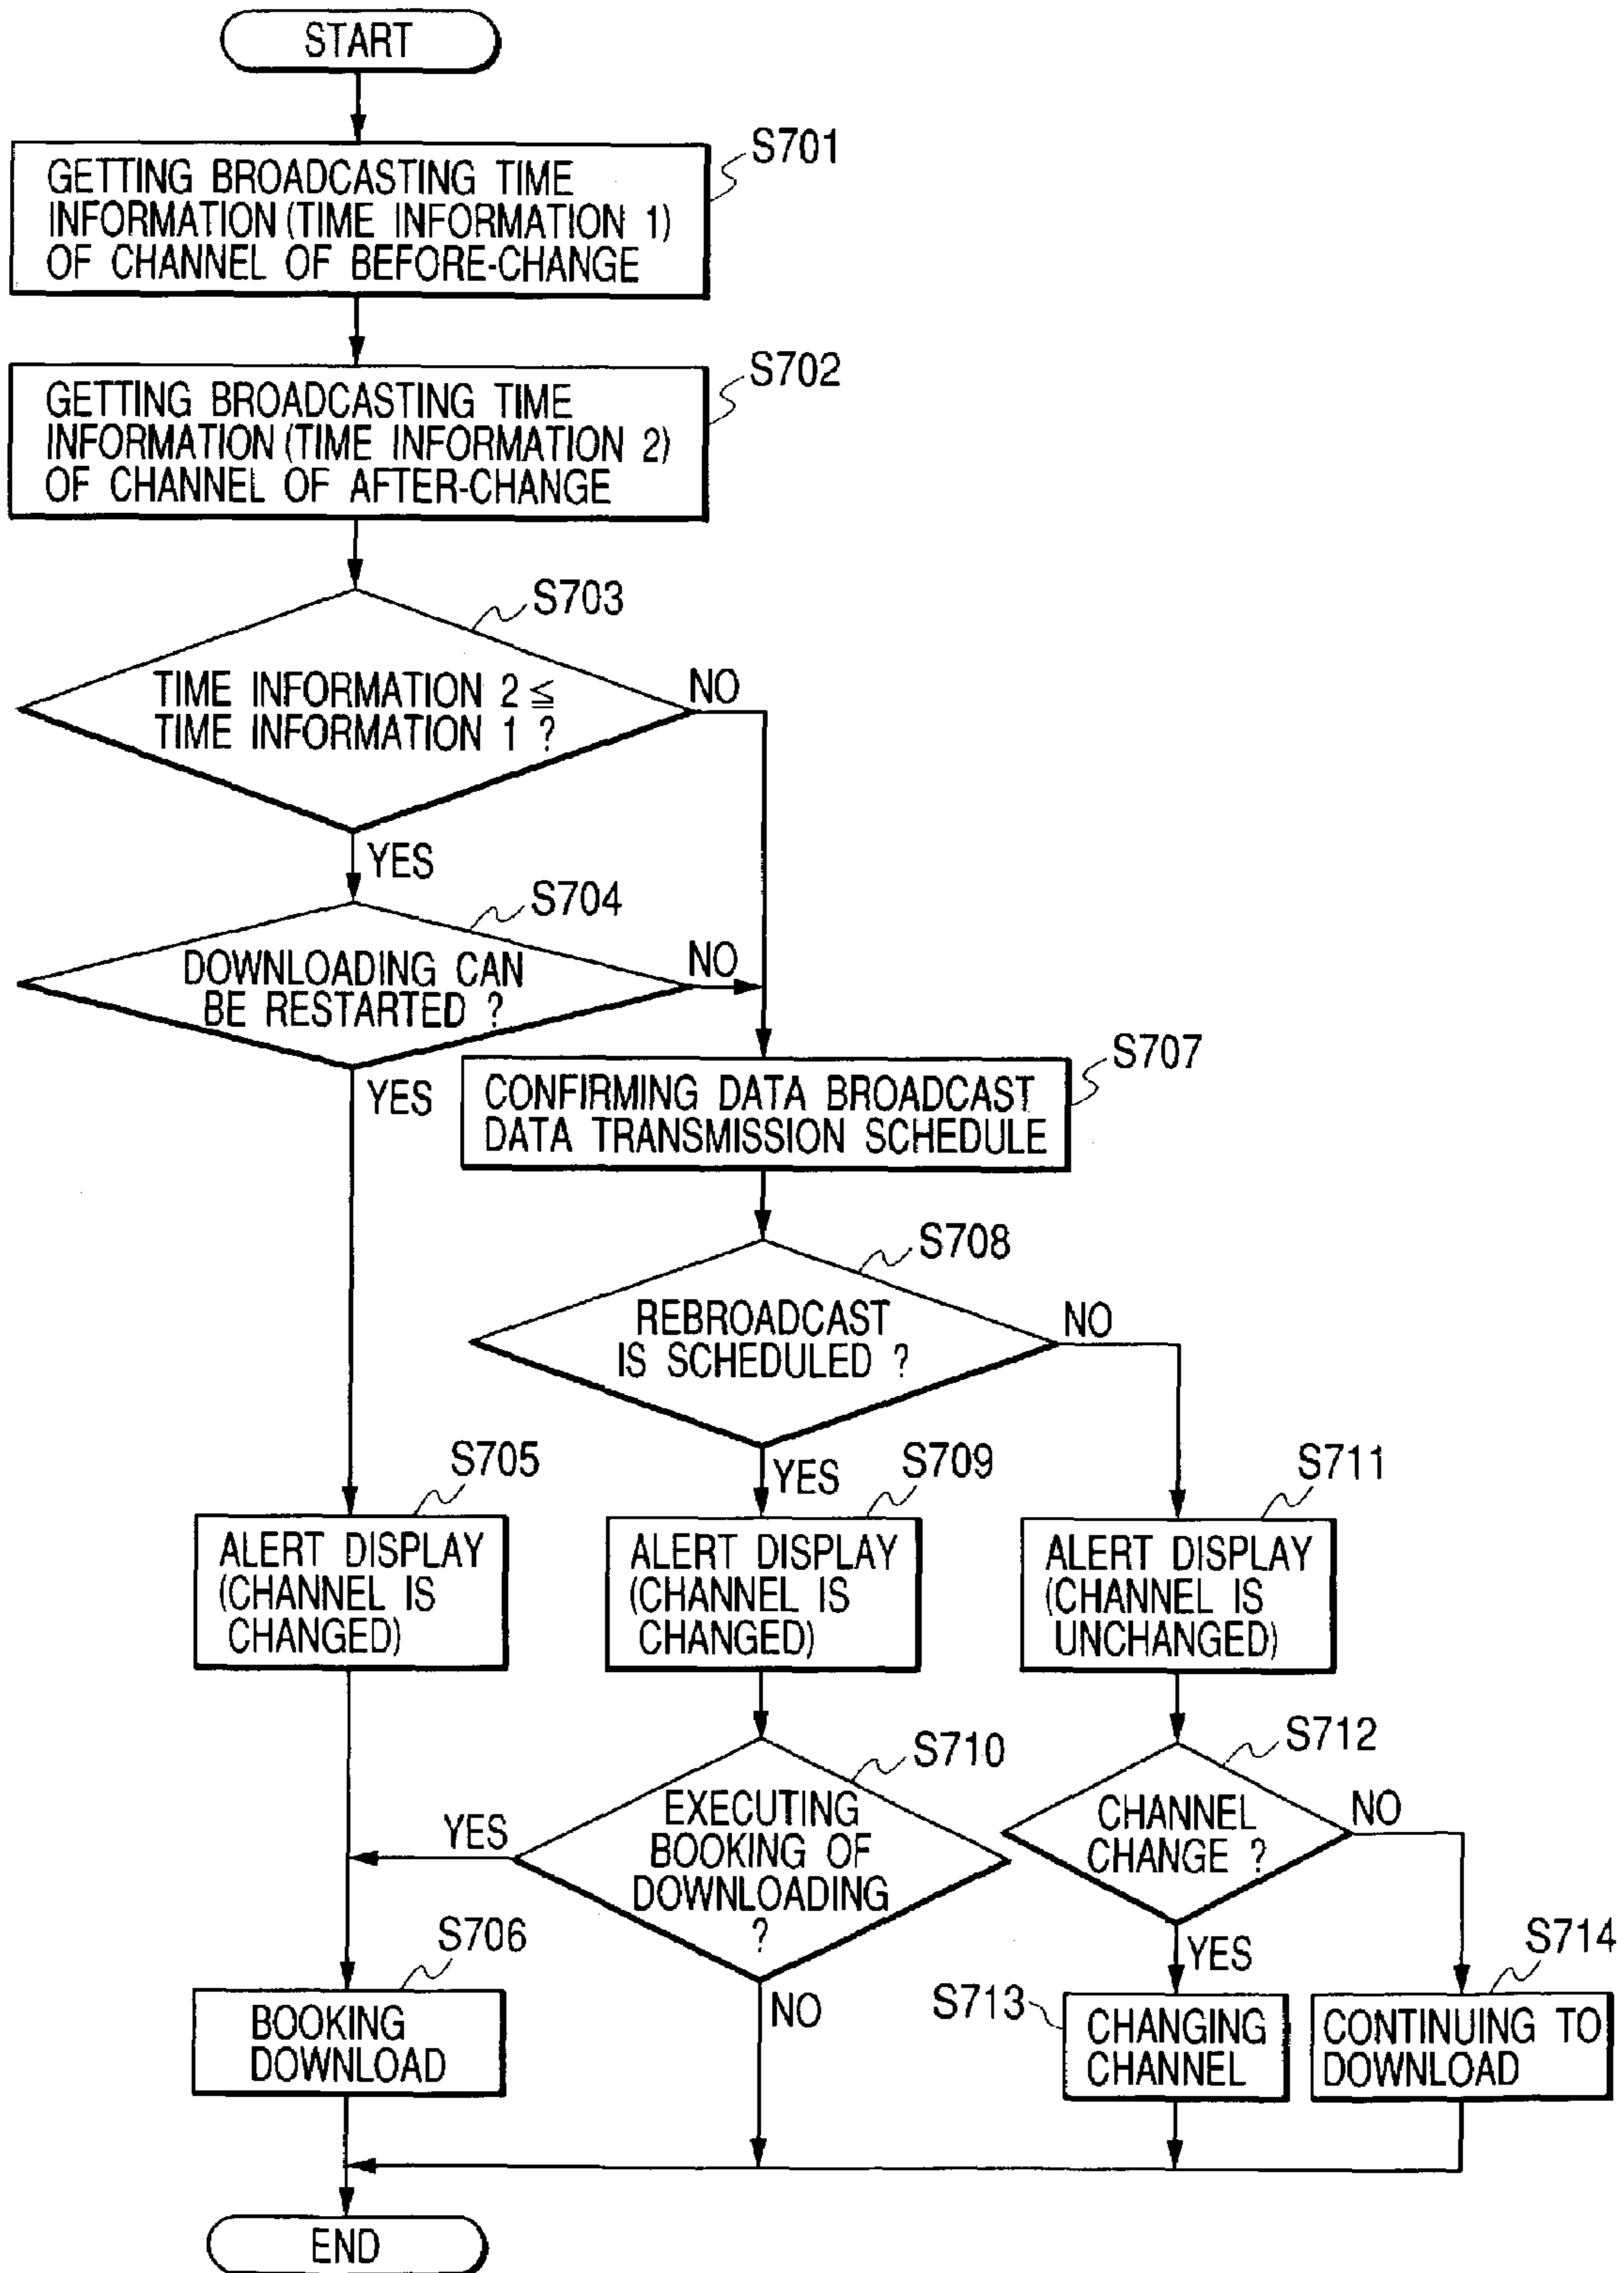 START
S701
GETTING BROADCASTING TIME
INFORMATION (TIME INFORMATION 1)
OF CHANNEL OF BEFORE-CHANGE
S702
GETTING BROADCASTING TIME
INFORMATION (TIME INFORMATION 2)
OF CHANNEL OF AFTER-CHANGE
S703
TIME INFORMATION 2 ≦
TIME INFORMATION 1 ?
NO
YES
S704
DOWNLOADING CAN
BE RESTARTED ?
NO
YES
S707
CONFIRMING DATA BROADCAST
DATA TRANSMISSION SCHEDULE
S708
REBROADCAST
IS SCHEDULED ?
NO
YES
S705
ALERT DISPLAY
(CHANNEL IS
CHANGED)
S709
ALERT DISPLAY
(CHANNEL IS
CHANGED)
S711
ALERT DISPLAY
(CHANNEL IS
UNCHANGED)
S710
EXECUTING
BOOKING OF
DOWNLOADING
?
YES
NO
S712
CHANNEL
CHANGE ?
NO
YES
S706
BOOKING
DOWNLOAD
S713
CHANGING
CHANNEL
S714
CONTINUING TO
DOWNLOAD
END